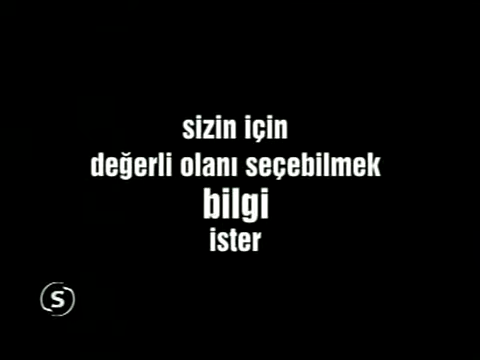 sizin için
değerli olanı seçebilmek
bilgi
ister
S